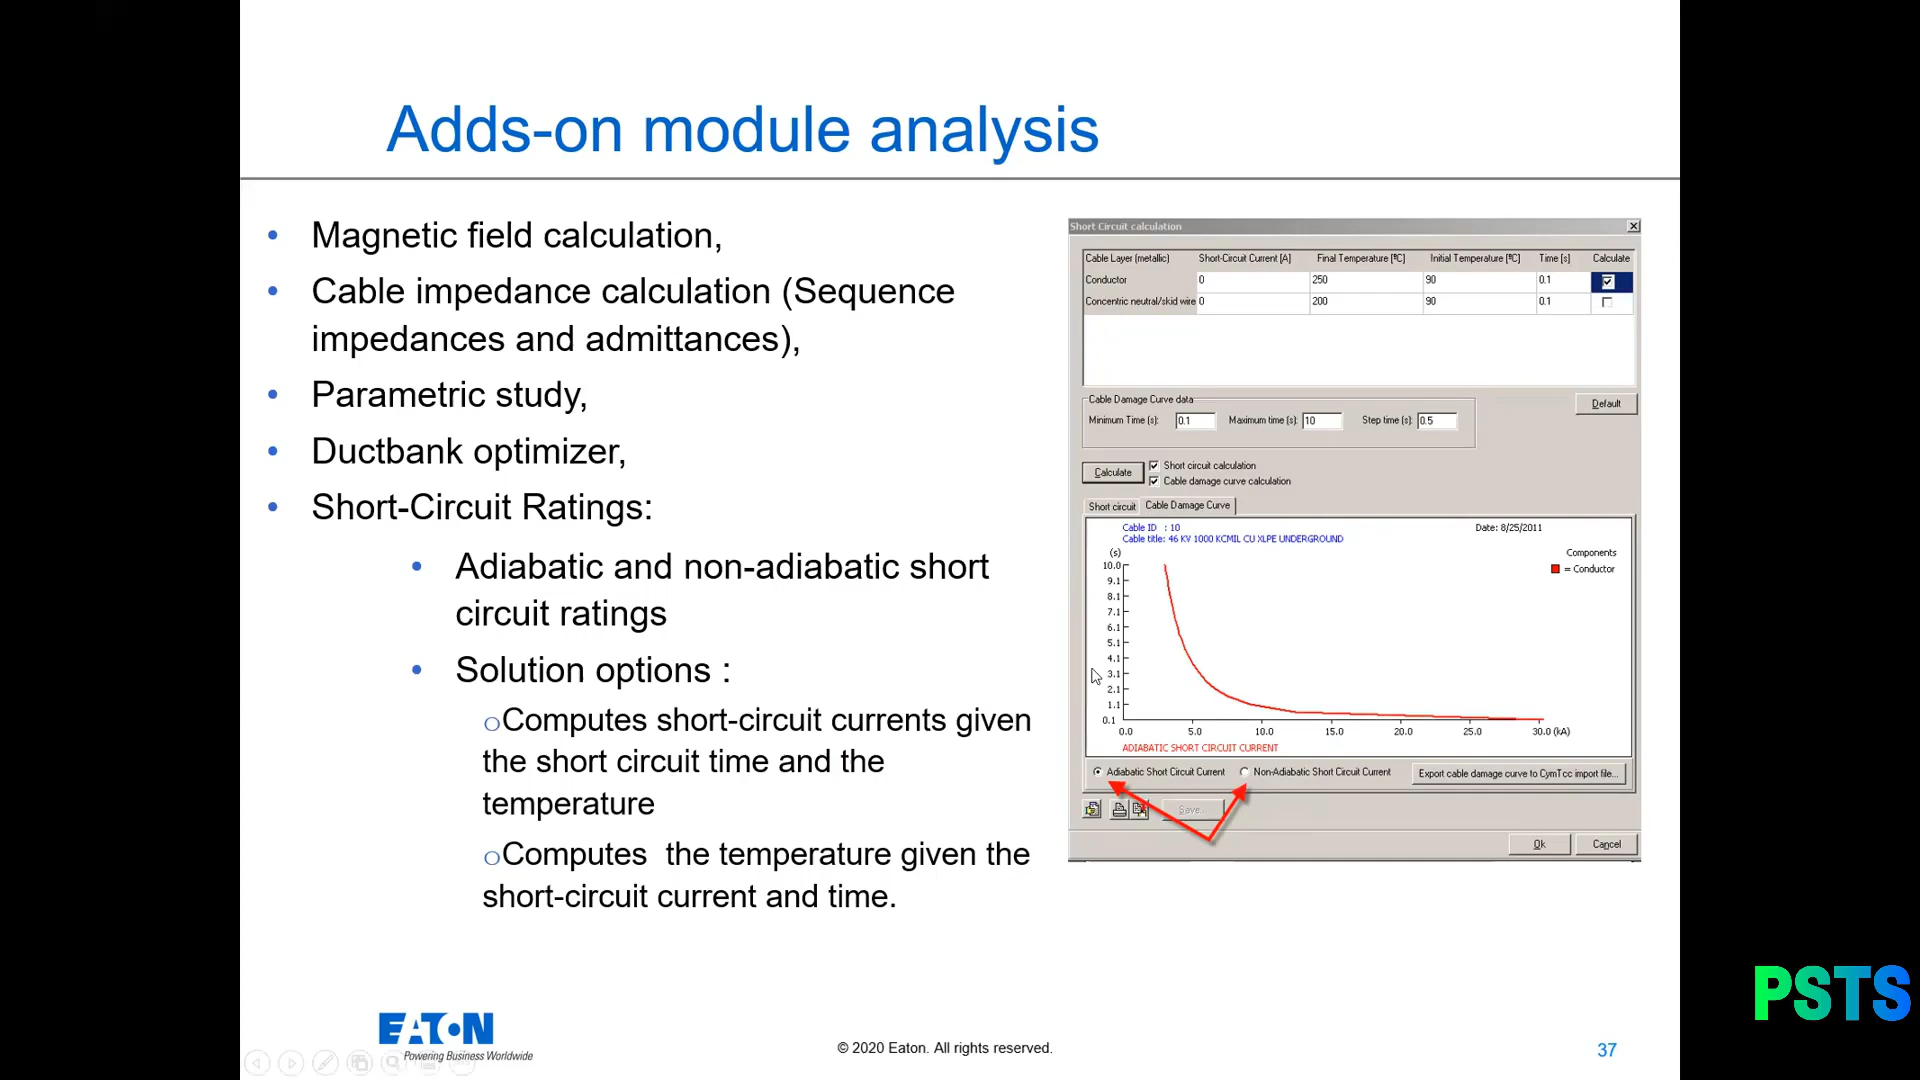 Adds-on module analysis
• Magnetic field calculation,
• Cable impedance calculation (Sequence
impedances and admittances),
• Parametric study,
• Ductbank optimizer,
• Short-Circuit Ratings:
• Adiabatic and non-adiabatic short
circuit ratings
• Solution options :
oComputes short-circuit currents given
the short circuit time and the
temperature
oComputes  the temperature given the
short-circuit current and time.
Short Circuit calculation
Cable Layer (metallic) Short-Circuit Current [A] Final Temperature [ºC] Initial Temperature [ºC] Time [s] Calculate
Conductor 0 250 90 0.1
Concentric neutral/skid wire 0 200 90 0.1
Cable Damage Curve data
Minimum Time (s): 0.1 Maximum time (s): 10 Step time (s): 0.5
Default
Calculate
Short circuit calculation
Cable damage curve calculation
Short circuit Cable Damage Curve
Cable ID : 10 Date: 8/25/2011
Cable title: 46 KV 1000 KCMIL CU XLPE UNDERGROUND
(s) Components
= Conductor
10.0
9.1
8.1
7.1
6.1
5.1
4.1
3.1
2.1
1.1
0.1
0.0 5.0 10.0 15.0 20.0 25.0 30.0 (kA)
ADIABATIC SHORT CIRCUIT CURRENT
Adiabatic Short Circuit Current Non-Adiabatic Short Circuit Current Export cable damage curve to CymTcc import file...
Save..
Ok Cancel
PSTS
EATON
Powering Business Worldwide
© 2020 Eaton. All rights reserved.
37